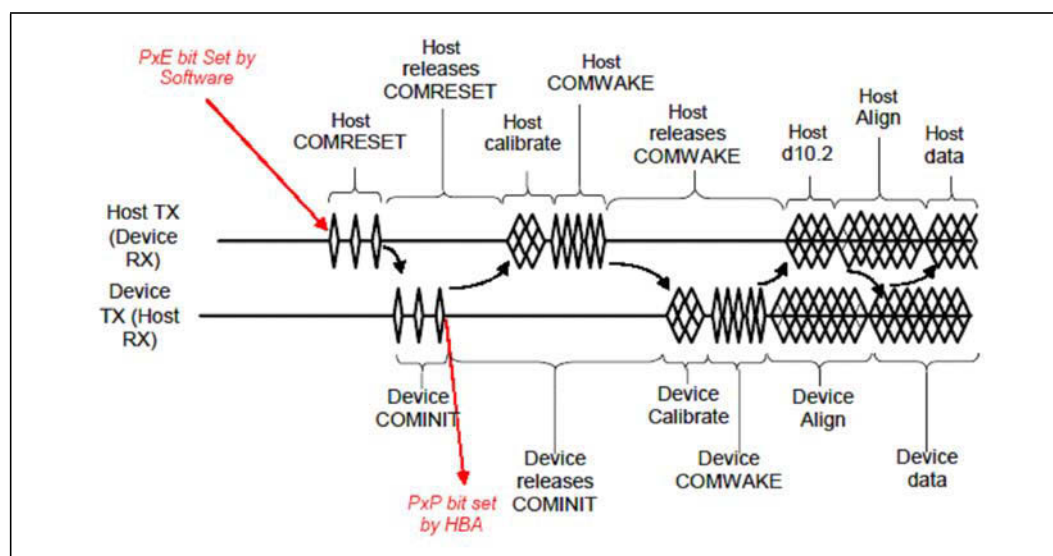 PxE bit Set by
Software
Host
COMRESET
Host
releases
COMRESET
Host
calibrate
Host
COMWAKE
Host
releases
COMWAKE
Host
d10.2
Host
Align
Host
data
Host TX
(Device
RX)
Device
TX (Host
RX)
Device
COMINIT
PxP bit set
by HBA
Device
releases
COMINIT
Device
Calibrate
Device
COMWAKE
Device
Align
Device
data